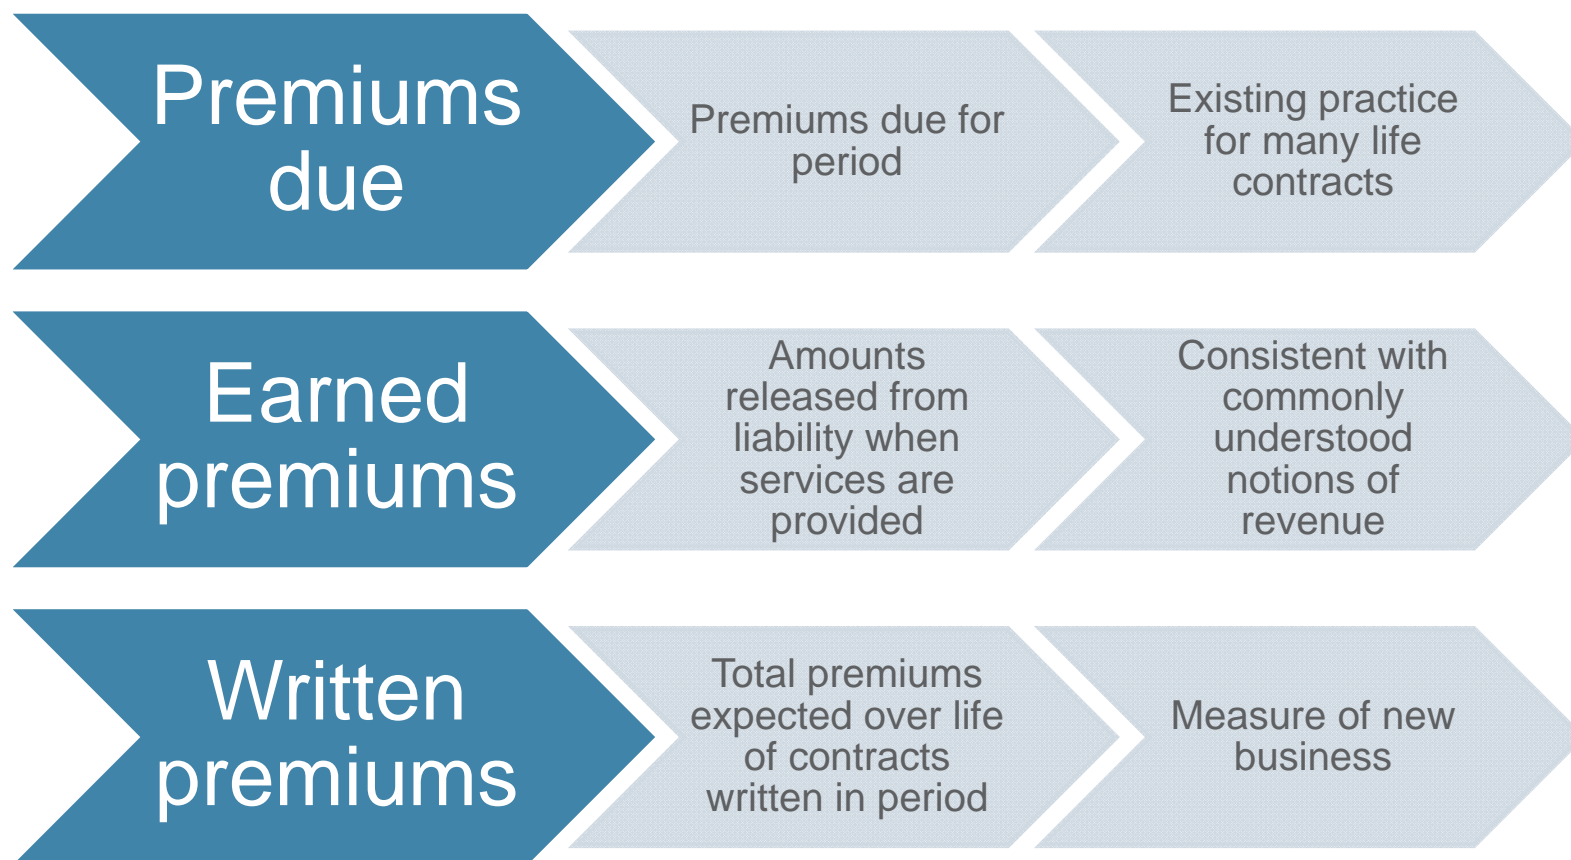 Premiums
due
Premiums due for
period
Existing practice
for many life
contracts
Earned
premiums
Amounts
released from
liability when
services are
provided
Consistent with
commonly
understood
notions of
revenue
Written
premiums
Total premiums
expected over life
of contracts
written in period
Measure of new
business